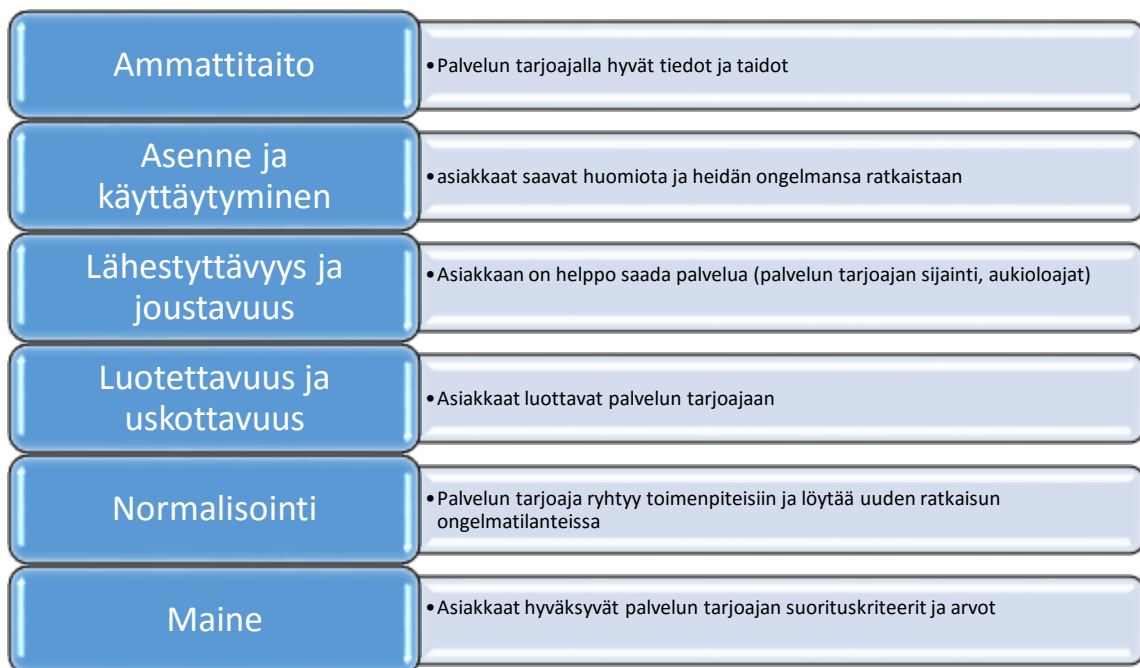 Ammattitaito
•Palvelun tarjoajalla hyvät tiedot ja taidot
Asenne ja
käyttäytyminen
•asiakkaat saavat huomiota ja heidän ongelmansa ratkaistaan
Lähestyttävyys ja
joustavuus
•Asiakkaan on helppo saada palvelua (palvelun tarjoajan sijainti, aukioloajat)
Luotettavuus ja
uskottavuus
•Asiakkaat luottavat palvelun tarjoajaan
Normalisointi
•Palvelun tarjoaja ryhtyy toimenpiteisiin ja löytää uuden ratkaisun
ongelmatilanteissa
Maine
•Asiakkaat hyväksyvät palvelun tarjoajan suorituskriteerit ja arvot